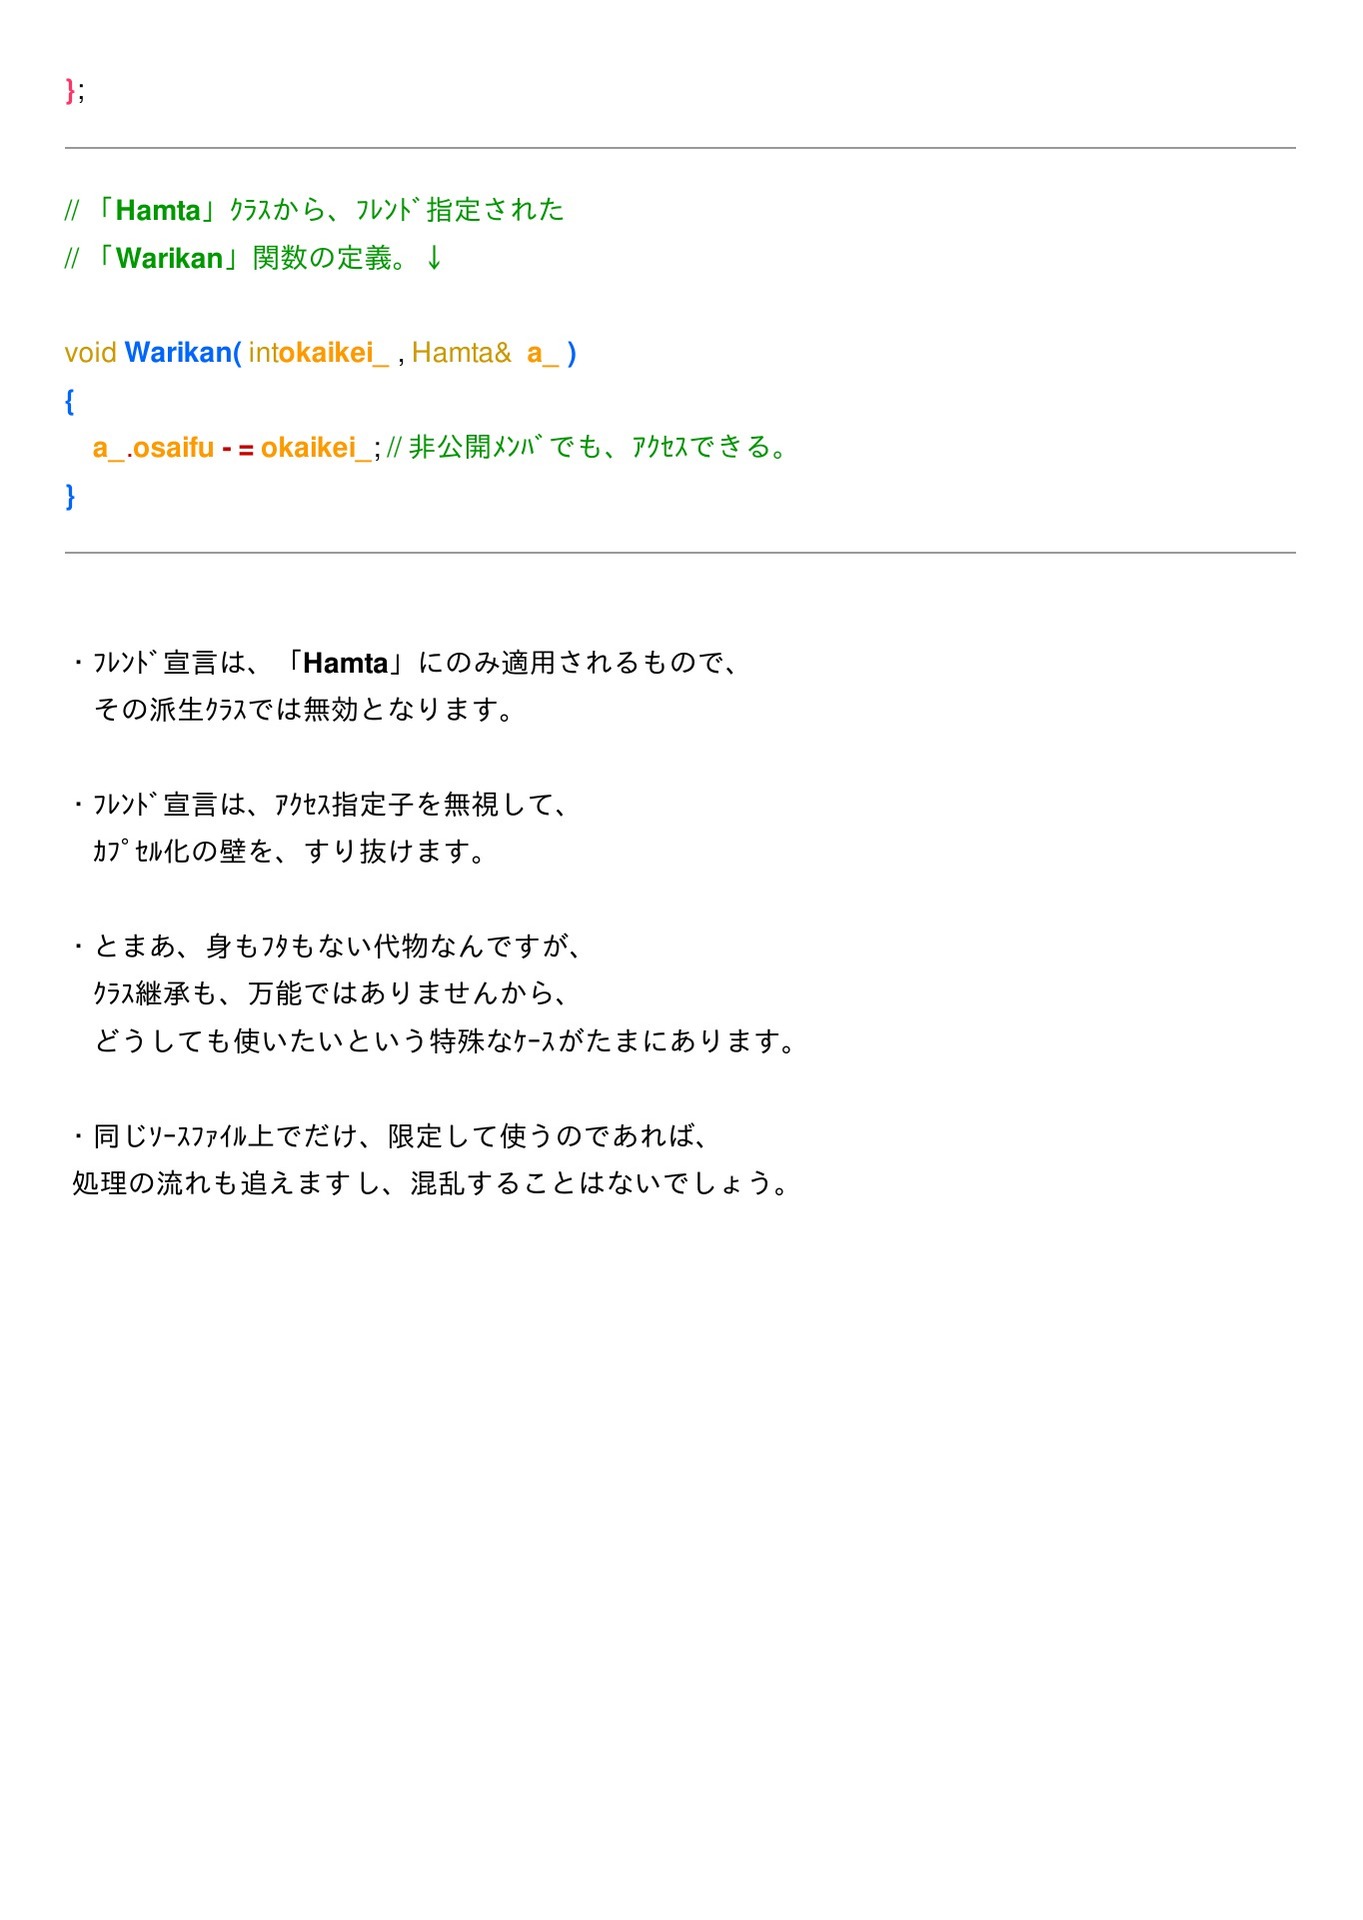 };
// 「Hamta」ｸﾗｽから、ﾌﾚﾝﾄﾞ指定された
// 「Warikan」関数の定義。↓
void Warikan( intokaikei_ , Hamta& a_ )
{
a_.osaifu - = okaikei_; // 非公開ﾒﾝﾊﾞでも、ｱｸｾｽできる。
}
・ﾌﾚﾝﾄﾞ宣言は、「Hamta」にのみ適用されるもので、
その派生ｸﾗｽでは無効となります。
・ﾌﾚﾝﾄﾞ宣言は、ｱｸｾｽ指定子を無視して、
ｶﾌﾟｾﾙ化の壁を、すり抜けます。
・とまあ、身もﾌﾀもない代物なんですが、
ｸﾗｽ継承も、万能ではありませんから、
どうしても使いたいという特殊なｹｰｽがたまにあります。
・同じｿｰｽﾌｧｲﾙ上でだけ、限定して使うのであれば、
処理の流れも追えますし、混乱することはないでしょう。